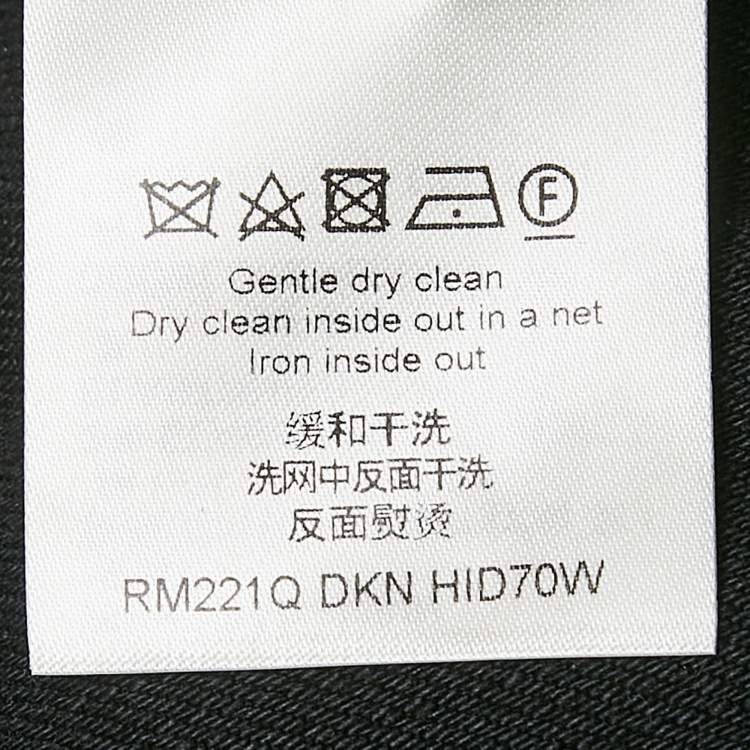 F
Gentle dry clean
Dry clean inside out in a net
Iron inside out
缓和干洗
洗网中反面干洗
反面熨烫
RM221Q DKN HID70W